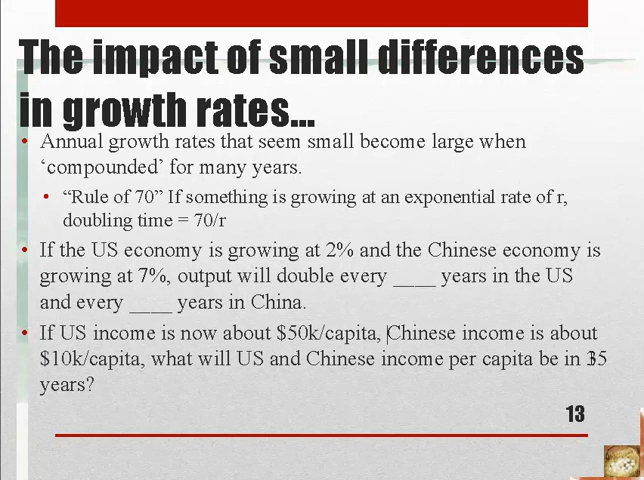 The impact of small differences
in growth rates...
• Annual growth rates that seem small become large when
‘compounded’ for many years.
• “Rule of 70” If something is growing at an exponential rate of r,
doubling time = 70/r
• If the US economy is growing at 2% and the Chinese economy is
growing at 7%, output will double every ____ years in the US
and every ____ years in China.
• If US income is now about $50k/capita, Chinese income is about
$10k/capita, what will US and Chinese income per capita be in 35
years?
13